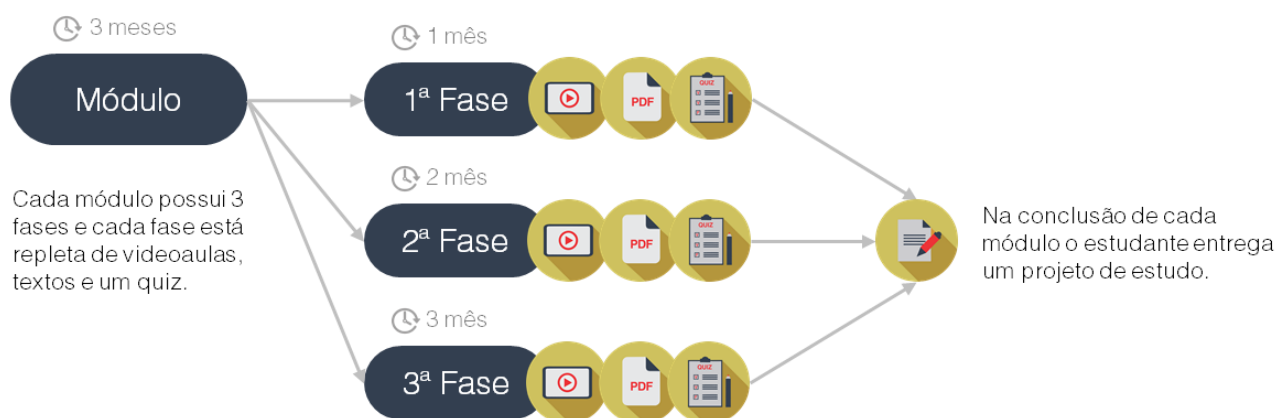 3 meses
Módulo
Cada módulo possui 3
fases e cada fase está
repleta de videoaulas,
textos e um quiz.
1 mês
1ª Fase
PDF
QUIZ
2 mês
2ª Fase
PDF
QUIZ
3 mês
3ª Fase
PDF
QUIZ
Na conclusão de cada
módulo o estudante entrega
um projeto de estudo.